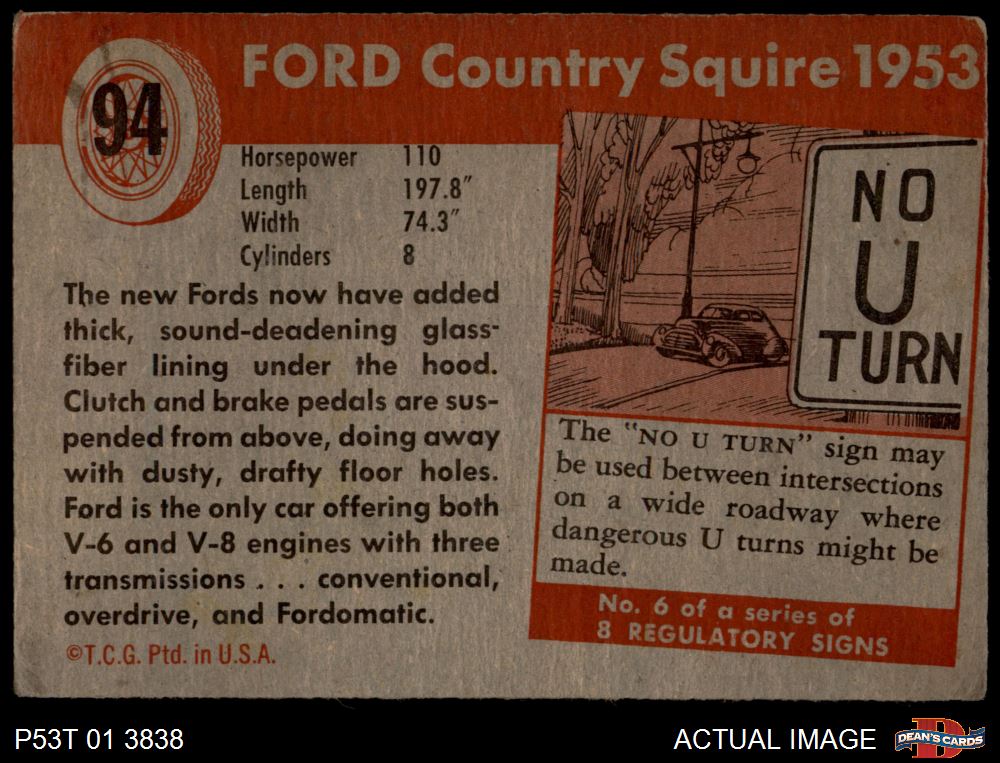 94
FORD Country Squire 1953
Horsepower 110
Length 197.8"
Width 74.3"
Cylinders 8
The new Fords now have added
thick, sound-deadening glass-
fiber lining under the hood.
Clutch and brake pedals are sus-
pended from above, doing away
with dusty, drafty floor holes.
Ford is the only car offering both
V-6 and V-8 engines with three
transmissions . . . conventional,
overdrive, and Fordomatic.
©T.C.G. Ptd. in U.S.A.
NO
U
TURN
The "NO U TURN" sign may
be used between intersections
on a wide roadway where
dangerous U turns might be
made.
No. 6 of a series of
8 REGULATORY SIGNS
P53T 01 3838
ACTUAL IMAGE
D
DEAN'S CARDS